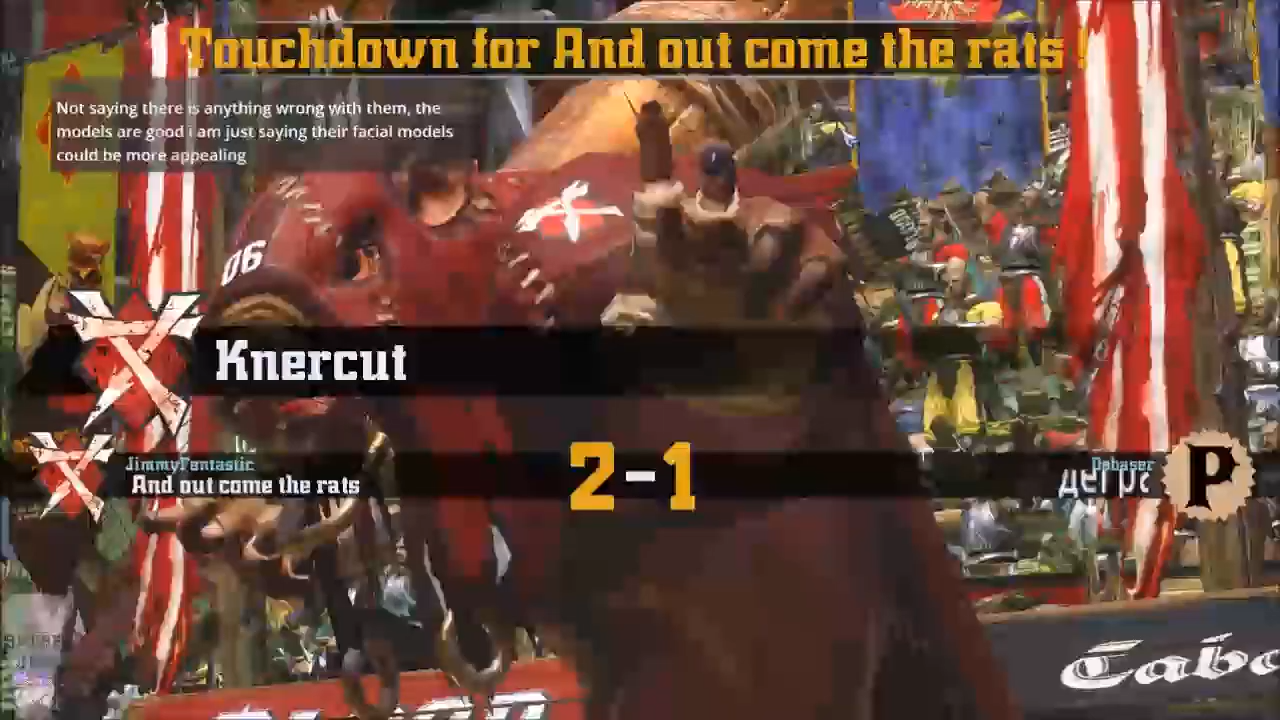 Touchdown for And out come the rats !
Not saying there is anything wrong with them, the
models are good i am just saying their facial models
could be more appealing
06
Knercut
JimmyFantastic
And out come the rats
2-1
Debaser
P